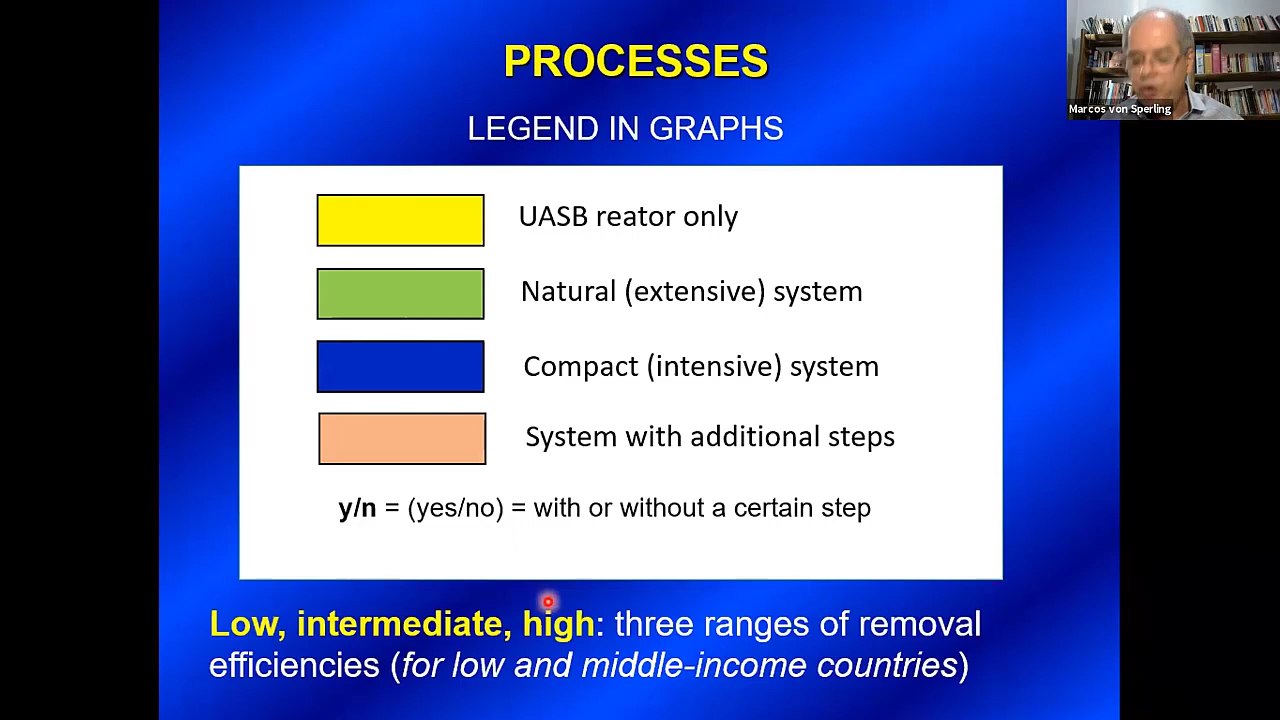 PROCESSES
LEGEND IN GRAPHS
UASB reator only
Natural (extensive) system
Compact (intensive) system
System with additional steps
y/n = (yes/no) = with or without a certain step
Low, intermediate, high: three ranges of removal
efficiencies (for low and middle-income countries)
Marcos von Sperling